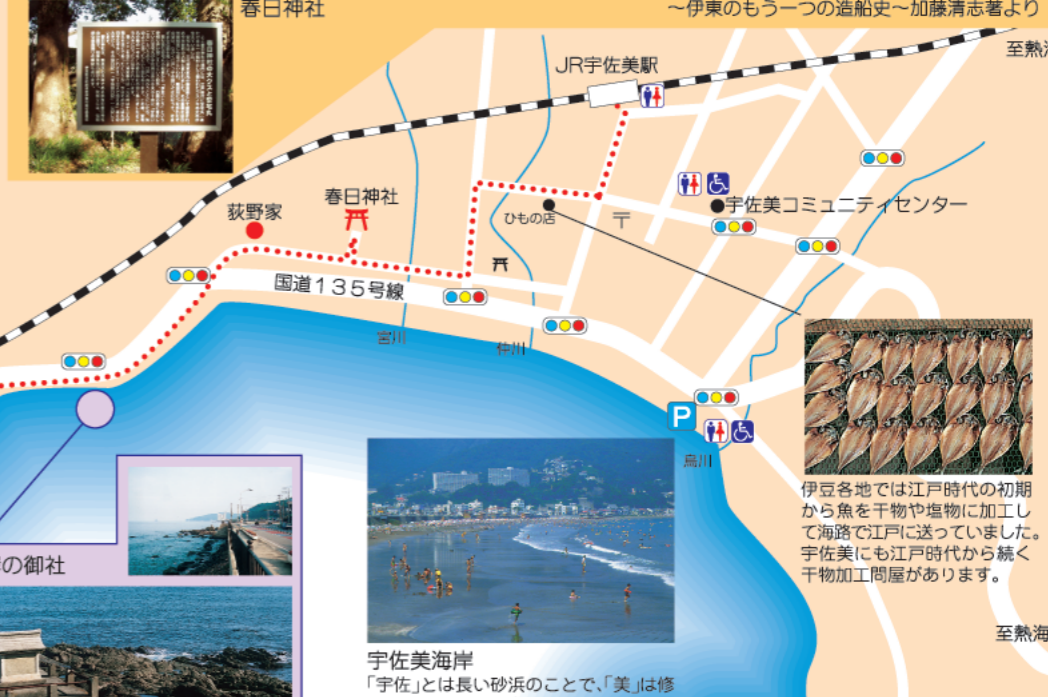 春日神社
～伊東のもう一つの造船史～加藤清志著より
至熱
JR宇佐美駅
春日神社
荻野家
ひもの店
〒
宇佐美コミュニティセンター
国道135号線
宮川
仲川
P
烏川
の御社
伊豆各地では江戸時代の初期
から魚を干物や塩物に加工し
て海路で江戸に送っていました。
宇佐美にも江戸時代から続く
干物加工問屋があります。
至熱海
宇佐美海岸
「宇佐」とは長い砂浜のことで、「美」は修